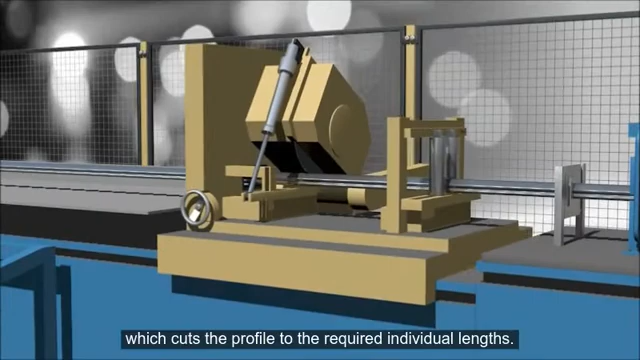 which cuts the profile to the required individual lengths.